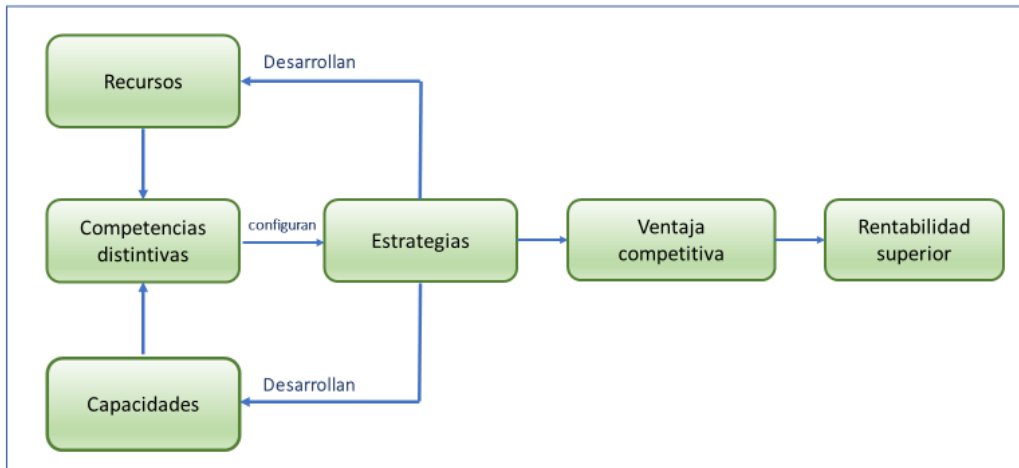 Desarrollan
Recursos
Competencias
distintivas
configuran
Estrategias
Ventaja
competitiva
Rentabilidad
superior
Desarrollan
Capacidades